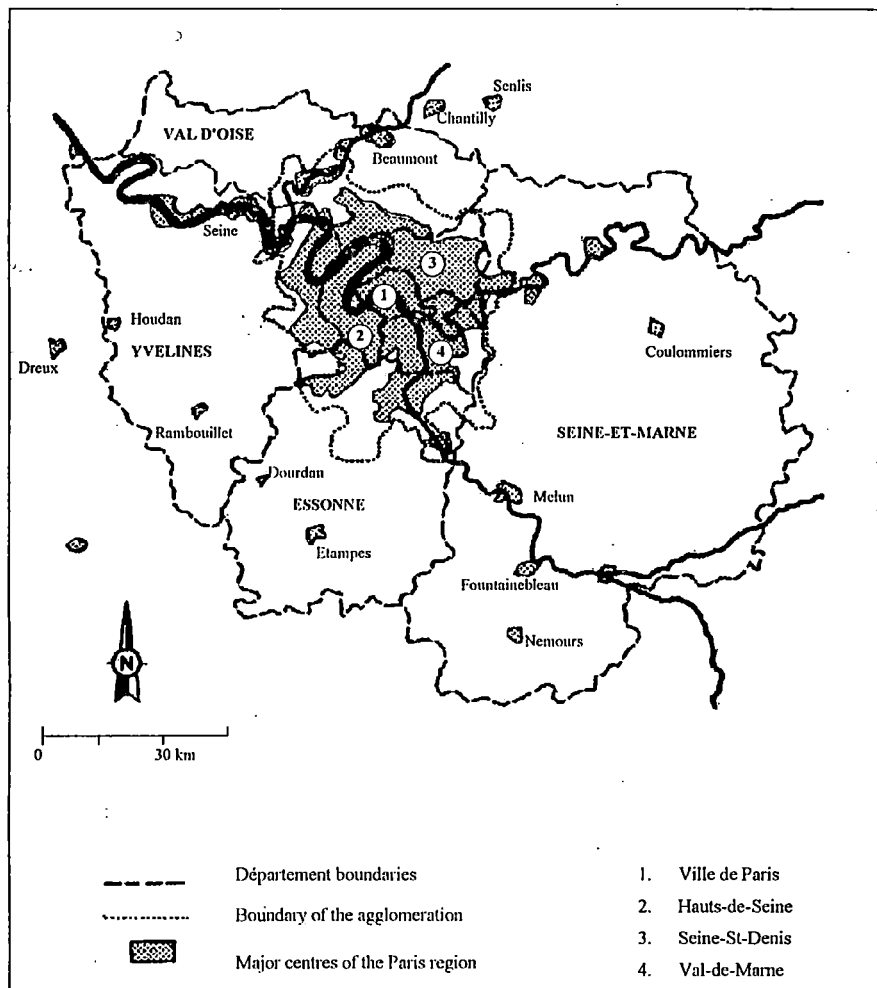 Senlis
Chantilly
VAL D'OISE
Beaumont
Seine
3
1
Houdan
2
Coulommiers
Dreux
YVELINES
4
Rambouillet
SEINE-ET-MARNE
Dourdan
Melun
ESSONNE
Etampes
Fountainebleau
Nemours
N
0 30 km
Département boundaries
Boundary of the agglomeration
Major centres of the Paris region
1. Ville de Paris
2. Hauts-de-Seine
3. Seine-St-Denis
4. Val-de-Marne